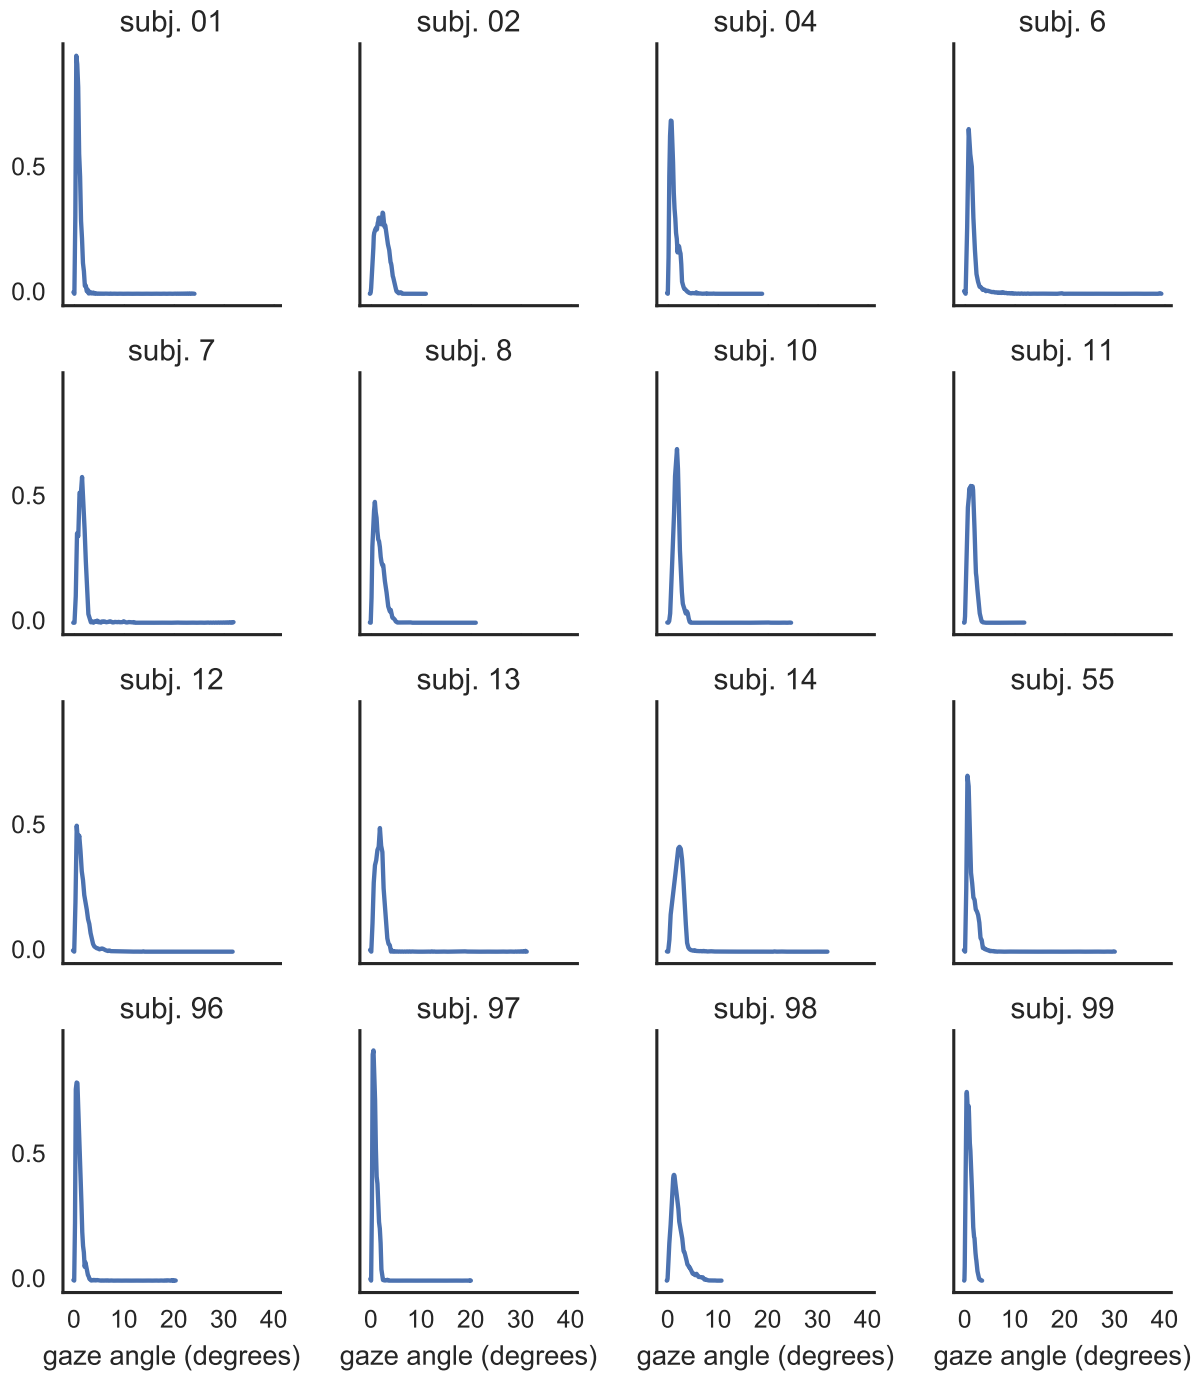 subj. 01 subj. 02 subj. 04 subj. 6
0.5
0.0
subj. 7 subj. 8 subj. 10 subj. 11
0.5
0.0
subj. 12 subj. 13 subj. 14 subj. 55
0.5
0.0
subj. 96 subj. 97 subj. 98 subj. 99
0.5
0.0
0 10 20 30 40 0 10 20 30 40 0 10 20 30 40 0 10 20 30 40
gaze angle (degrees) gaze angle (degrees) gaze angle (degrees) gaze angle (degrees)